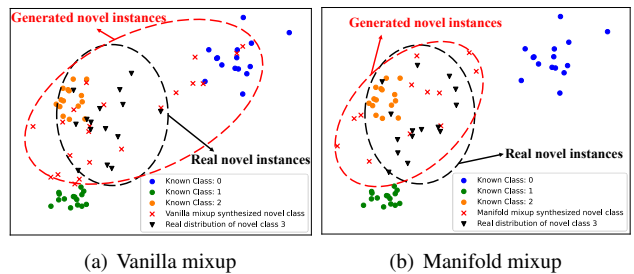 Generated novel instances
Real novel instances
Known Class: 0
Known Class: 1
Known Class: 2
Vanilla mixup synthesized novel class
Real distribution of novel class 3
(a) Vanilla mixup
Generated novel instances
Real novel instances
Known Class: 0
Known Class: 1
Known Class: 2
Manifold mixup synthesized novel class
Real distribution of novel class 3
(b) Manifold mixup